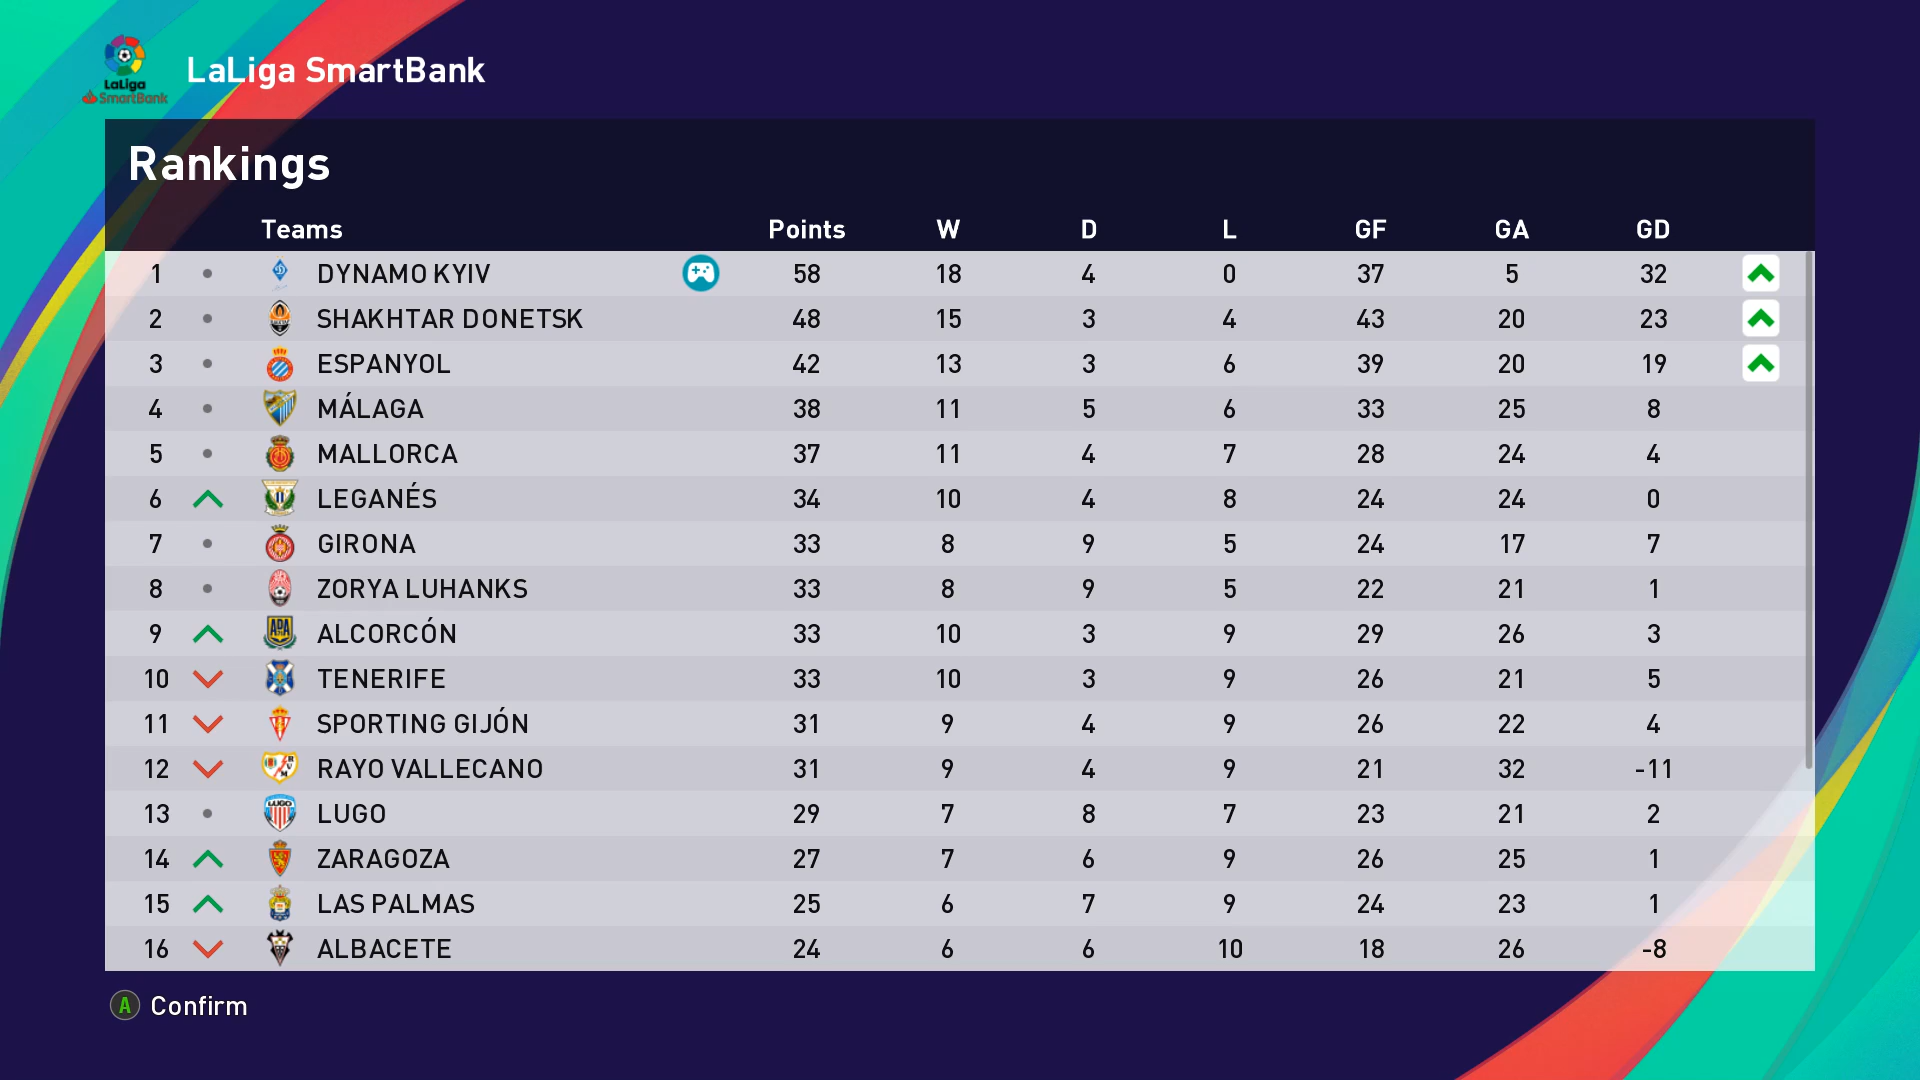 LaLiga
SmartBank
LaLiga SmartBank
Rankings
Teams Points W D L GF GA GD
1 DYNAMO KYIV 58 18 4 0 37 5 32
2 SHAKHTAR DONETSK 48 15 3 4 43 20 23
3 ESPANYOL 42 13 3 6 39 20 19
4 MÁLAGA 38 11 5 6 33 25 8
5 MALLORCA 37 11 4 7 28 24 4
6 LEGANÉS 34 10 4 8 24 24 0
7 GIRONA 33 8 9 5 24 17 7
8 ZORYA LUHANKS 33 8 9 5 22 21 1
9 ALCORCÓN 33 10 3 9 29 26 3
10 TENERIFE 33 10 3 9 26 21 5
11 SPORTING GIJÓN 31 9 4 9 26 22 4
12 RAYO VALLECANO 31 9 4 9 21 32 -11
13 LUGO 29 7 8 7 23 21 2
14 ZARAGOZA 27 7 6 9 26 25 1
15 LAS PALMAS 25 6 7 9 24 23 1
16 ALBACETE 24 6 6 10 18 26 -8
A Confirm